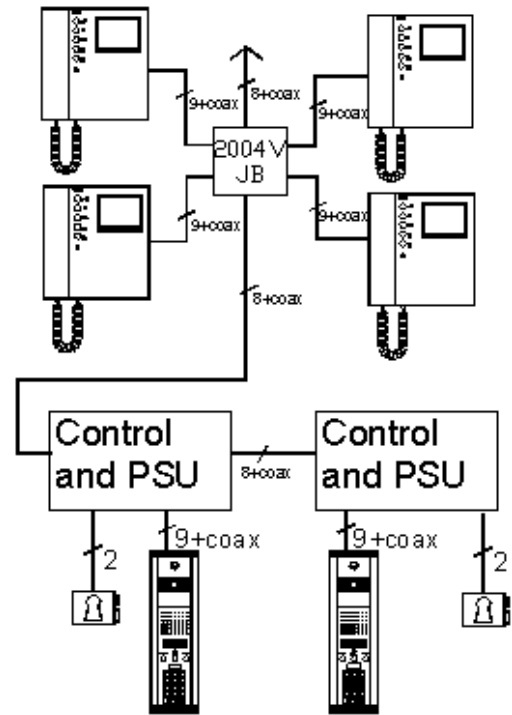 9+coax
8+coax
9+coax
2004V
JB
9+coax
9+coax
8+coax
Control
and PSU
8+coax
Control
and PSU
2
9+coax
9+coax
2